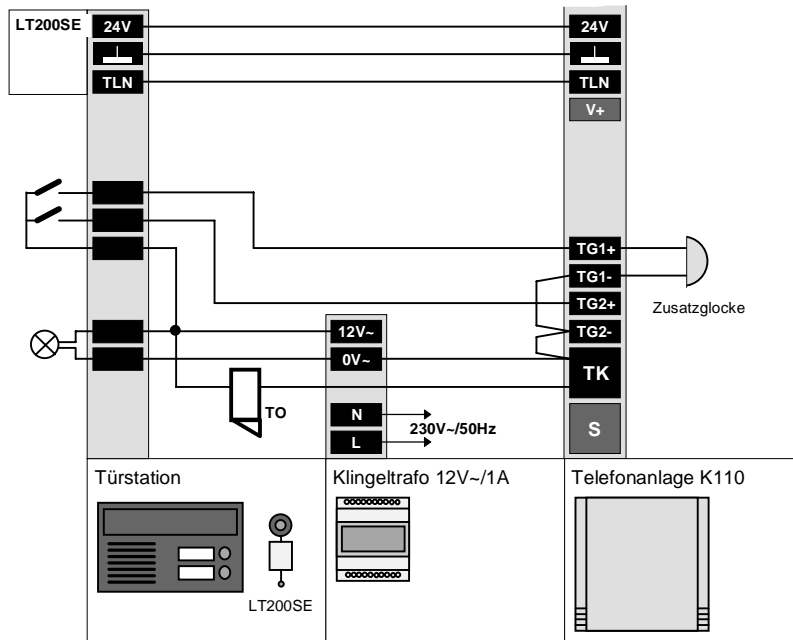 LT200SE
24V
TLN
24V
TLN
V+
TG1+
TG1-
TG2+
TG2-
TK
S
Zusatzglocke
12V~
0V~
N
L
230V~/50Hz
TO
Türstation
Klingeltrafo 12V~/1A
Telefonanlage K110
LT200SE